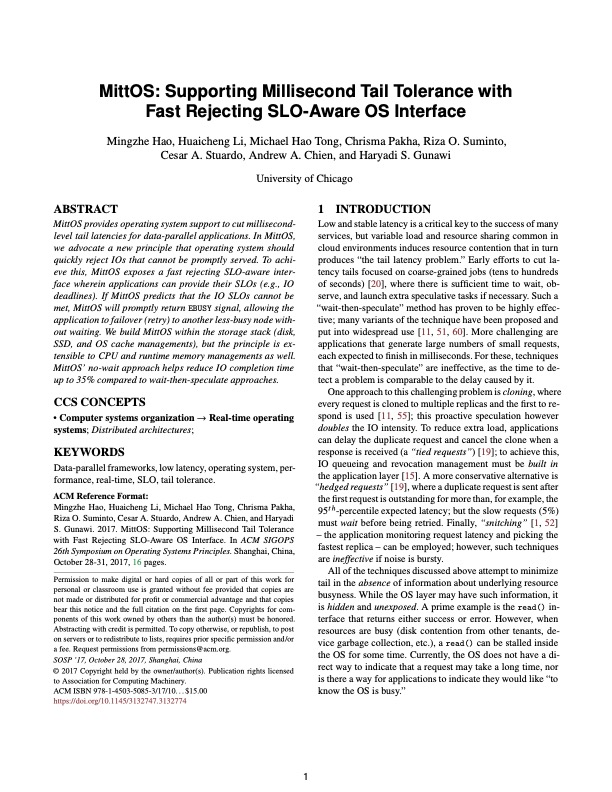 MittOS: Supporting Millisecond Tail Tolerance with
Fast Rejecting SLO-Aware OS Interface
Mingzhe Hao, Huaicheng Li, Michael Hao Tong, Chrisma Pakha, Riza O. Suminto,
Cesar A. Stuardo, Andrew A. Chien, and Haryadi S. Gunawi
University of Chicago
ABSTRACT
MittOS provides operating system support to cut millisecond-
level tail latencies for data-parallel applications. In MittOS,
we advocate a new principle that operating system should
quickly reject IOs that cannot be promptly served. To achi-
eve this, MittOS exposes a fast rejecting SLO-aware inter-
face wherein applications can provide their SLOs (e.g., IO
deadlines). If MittOS predicts that the IO SLOs cannot be
met, MittOS will promptly return EBUSY signal, allowing the
application to failover (retry) to another less-busy node with-
out waiting. We build MittOS within the storage stack (disk,
SSD, and OS cache managements), but the principle is ex-
tensible to CPU and runtime memory managements as well.
MittOS' no-wait approach helps reduce IO completion time
up to 35% compared to wait-then-speculate approaches.
CCS CONCEPTS
• Computer systems organization → Real-time operating
systems; Distributed architectures;
KEYWORDS
Data-parallel frameworks, low latency, operating system, per-
formance, real-time, SLO, tail tolerance.
ACM Reference Format:
Mingzhe Hao, Huaicheng Li, Michael Hao Tong, Chrisma Pakha,
Riza O. Suminto, Cesar A. Stuardo, Andrew A. Chien, and Haryadi
S. Gunawi. 2017. MittOS: Supporting Millisecond Tail Tolerance
with Fast Rejecting SLO-Aware OS Interface. In ACM SIGOPS
26th Symposium on Operating Systems Principles. Shanghai, China,
October 28-31, 2017, 16 pages.
Permission to make digital or hard copies of all or part of this work for
personal or classroom use is granted without fee provided that copies are
not made or distributed for profit or commercial advantage and that copies
bear this notice and the full citation on the first page. Copyrights for com-
ponents of this work owned by others than the author(s) must be honored.
Abstracting with credit is permitted. To copy otherwise, or republish, to post
on servers or to redistribute to lists, requires prior specific permission and/or
a fee. Request permissions from permissions@acm.org.
SOSP '17, October 28, 2017, Shanghai, China
© 2017 Copyright held by the owner/author(s). Publication rights licensed
to Association for Computing Machinery.
ACM ISBN 978-1-4503-5085-3/17/10...$15.00
https://doi.org/10.1145/3132747.3132774
1 INTRODUCTION
Low and stable latency is a critical key to the success of many
services, but variable load and resource sharing common in
cloud environments induces resource contention that in turn
produces "the tail latency problem." Early efforts to cut la-
tency tails focused on coarse-grained jobs (tens to hundreds
of seconds) [20], where there is sufficient time to wait, ob-
serve, and launch extra speculative tasks if necessary. Such a
"wait-then-speculate" method has proven to be highly effec-
tive; many variants of the technique have been proposed and
put into widespread use [11, 51, 60]. More challenging are
applications that generate large numbers of small requests,
each expected to finish in milliseconds. For these, techniques
that "wait-then-speculate" are ineffective, as the time to de-
tect a problem is comparable to the delay caused by it.
One approach to this challenging problem is cloning, where
every request is cloned to multiple replicas and the first to re-
spond is used [11, 55]; this proactive speculation however
doubles the IO intensity. To reduce extra load, applications
can delay the duplicate request and cancel the clone when a
response is received (a "tied requests") [19]; to achieve this,
IO queueing and revocation management must be built in
the application layer [15]. A more conservative alternative is
"hedged requests" [19], where a duplicate request is sent after
the first request is outstanding for more than, for example, the
95th-percentile expected latency; but the slow requests (5%)
must wait before being retried. Finally, "snitching" [1, 52]
– the application monitoring request latency and picking the
fastest replica – can be employed; however, such techniques
are ineffective if noise is bursty.
All of the techniques discussed above attempt to minimize
tail in the absence of information about underlying resource
busyness. While the OS layer may have such information, it
is hidden and unexposed. A prime example is the read() in-
terface that returns either success or error. However, when
resources are busy (disk contention from other tenants, de-
vice garbage collection, etc.), a read() can be stalled inside
the OS for some time. Currently, the OS does not have a di-
rect way to indicate that a request may take a long time, nor
is there a way for applications to indicate they would like "to
know the OS is busy."
1